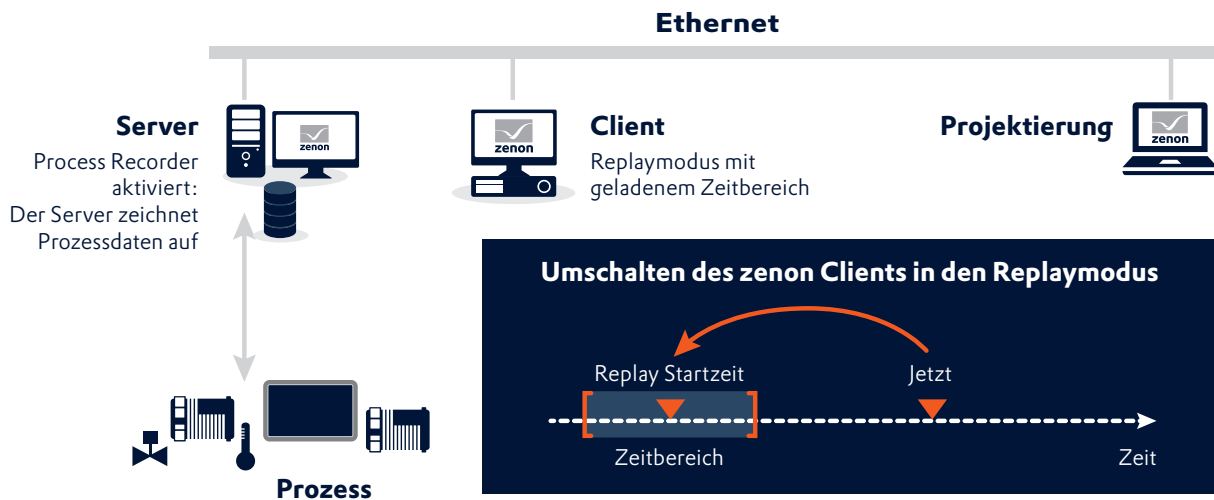 Ethernet
Server
Process Recorder
aktiviert:
Der Server zeichnet
Prozessdaten auf
zenon
zenon
Client
Replaymodus mit
geladenem Zeitbereich
Projektierung
zenon
Umschalten des zenon Clients in den Replaymodus
Replay Startzeit
Jetzt
Zeitbereich
Zeit
Prozess